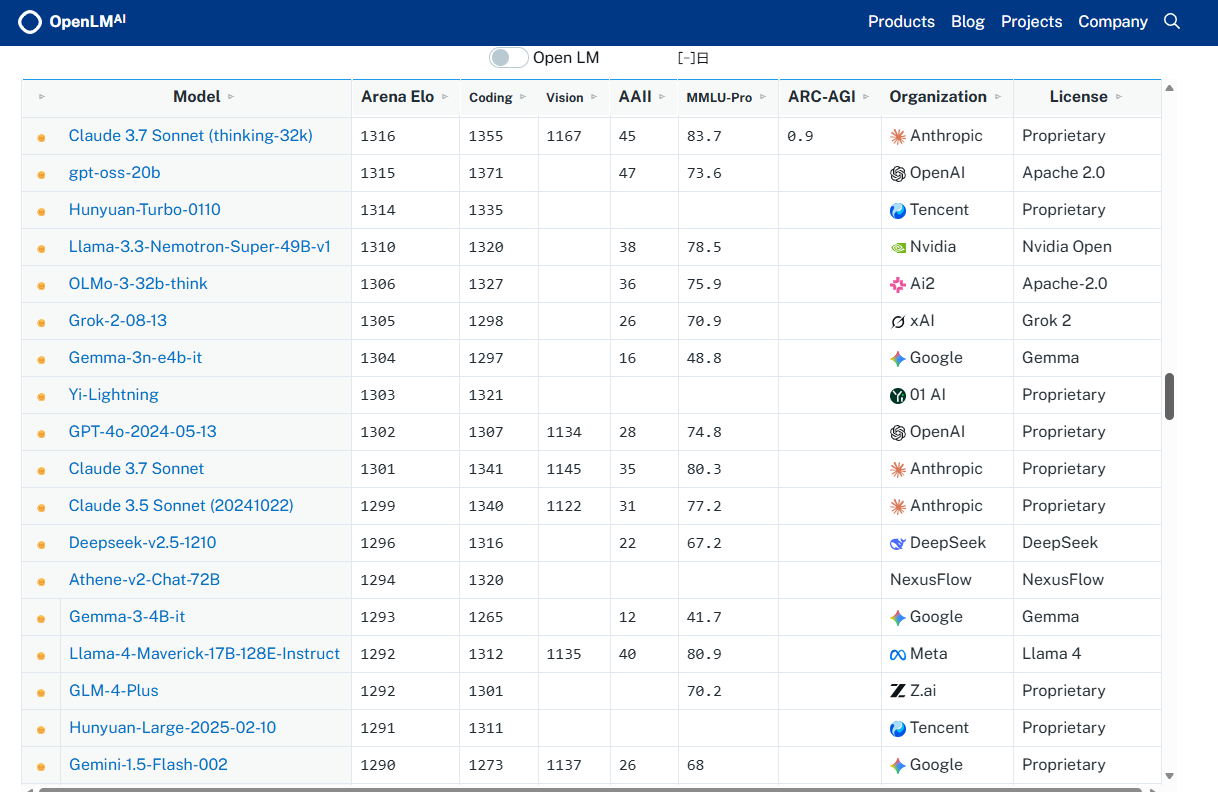 OpenLMAI Products Blog Projects Company
Open LM [-]日
Model Arena Elo Coding Vision AAII MMLU-Pro ARC-AGI Organization License
Claude 3.7 Sonnet (thinking-32k) 1316 1355 1167 45 83.7 0.9 Anthropic Proprietary
gpt-oss-20b 1315 1371 47 73.6 OpenAI Apache 2.0
Hunyuan-Turbo-0110 1314 1335 Tencent Proprietary
Llama-3.3-Nemotron-Super-49B-v1 1310 1320 38 78.5 Nvidia Nvidia Open
OLMo-3-32b-think 1306 1327 36 75.9 Ai2 Apache-2.0
Grok-2-08-13 1305 1298 26 70.9 xAI Grok 2
Gemma-3n-e4b-it 1304 1297 16 48.8 Google Gemma
Yi-Lightning 1303 1321 01 AI Proprietary
GPT-4o-2024-05-13 1302 1307 1134 28 74.8 OpenAI Proprietary
Claude 3.7 Sonnet 1301 1341 1145 35 80.3 Anthropic Proprietary
Claude 3.5 Sonnet (20241022) 1299 1340 1122 31 77.2 Anthropic Proprietary
Deepseek-v2.5-1210 1296 1316 22 67.2 DeepSeek DeepSeek
Athene-v2-Chat-72B 1294 1320 NexusFlow NexusFlow
Gemma-3-4B-it 1293 1265 12 41.7 Google Gemma
Llama-4-Maverick-17B-128E-Instruct 1292 1312 1135 40 80.9 Meta Llama 4
GLM-4-Plus 1292 1301 70.2 Z.ai Proprietary
Hunyuan-Large-2025-02-10 1291 1311 Tencent Proprietary
Gemini-1.5-Flash-002 1290 1273 1137 26 68 Google Proprietary